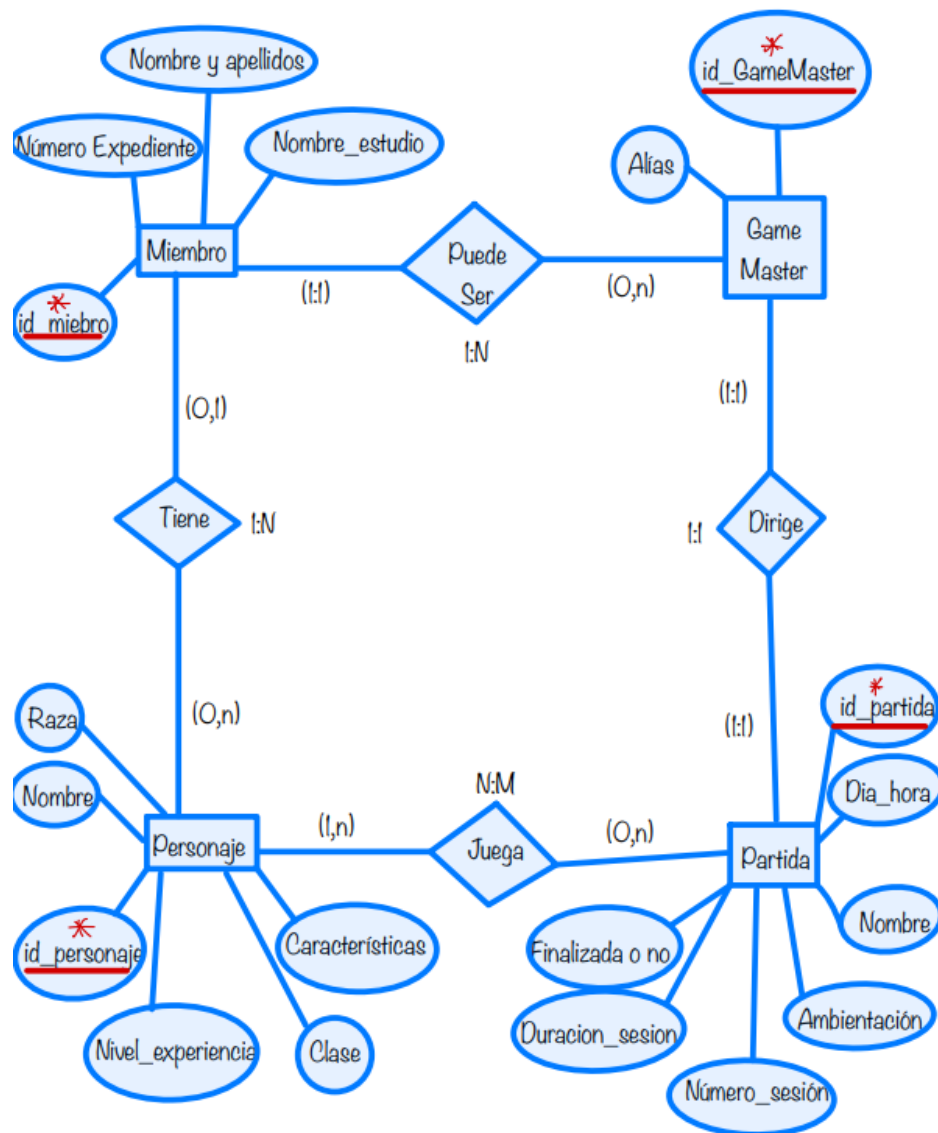 Nombre y apellidos
id_GameMaster
Número Expediente
Nombre_estudio
Alías
Miembro
Puede
Ser
Game
Master
(1:1)
(0,n)
id_miebro
1:N
(0,1)
(1:1)
Tiene
1:N
1:1
Dirige
(0,n)
(1:1)
Raza
id_partida
Nombre
N:M
Dia_hora
Personaje
(1,n)
Juega
(0,n)
Partida
id_personaje
Características
Finalizada o no
Nombre
Nivel_experiencia
Clase
Duracion_sesion
Ambientación
Número_sesión